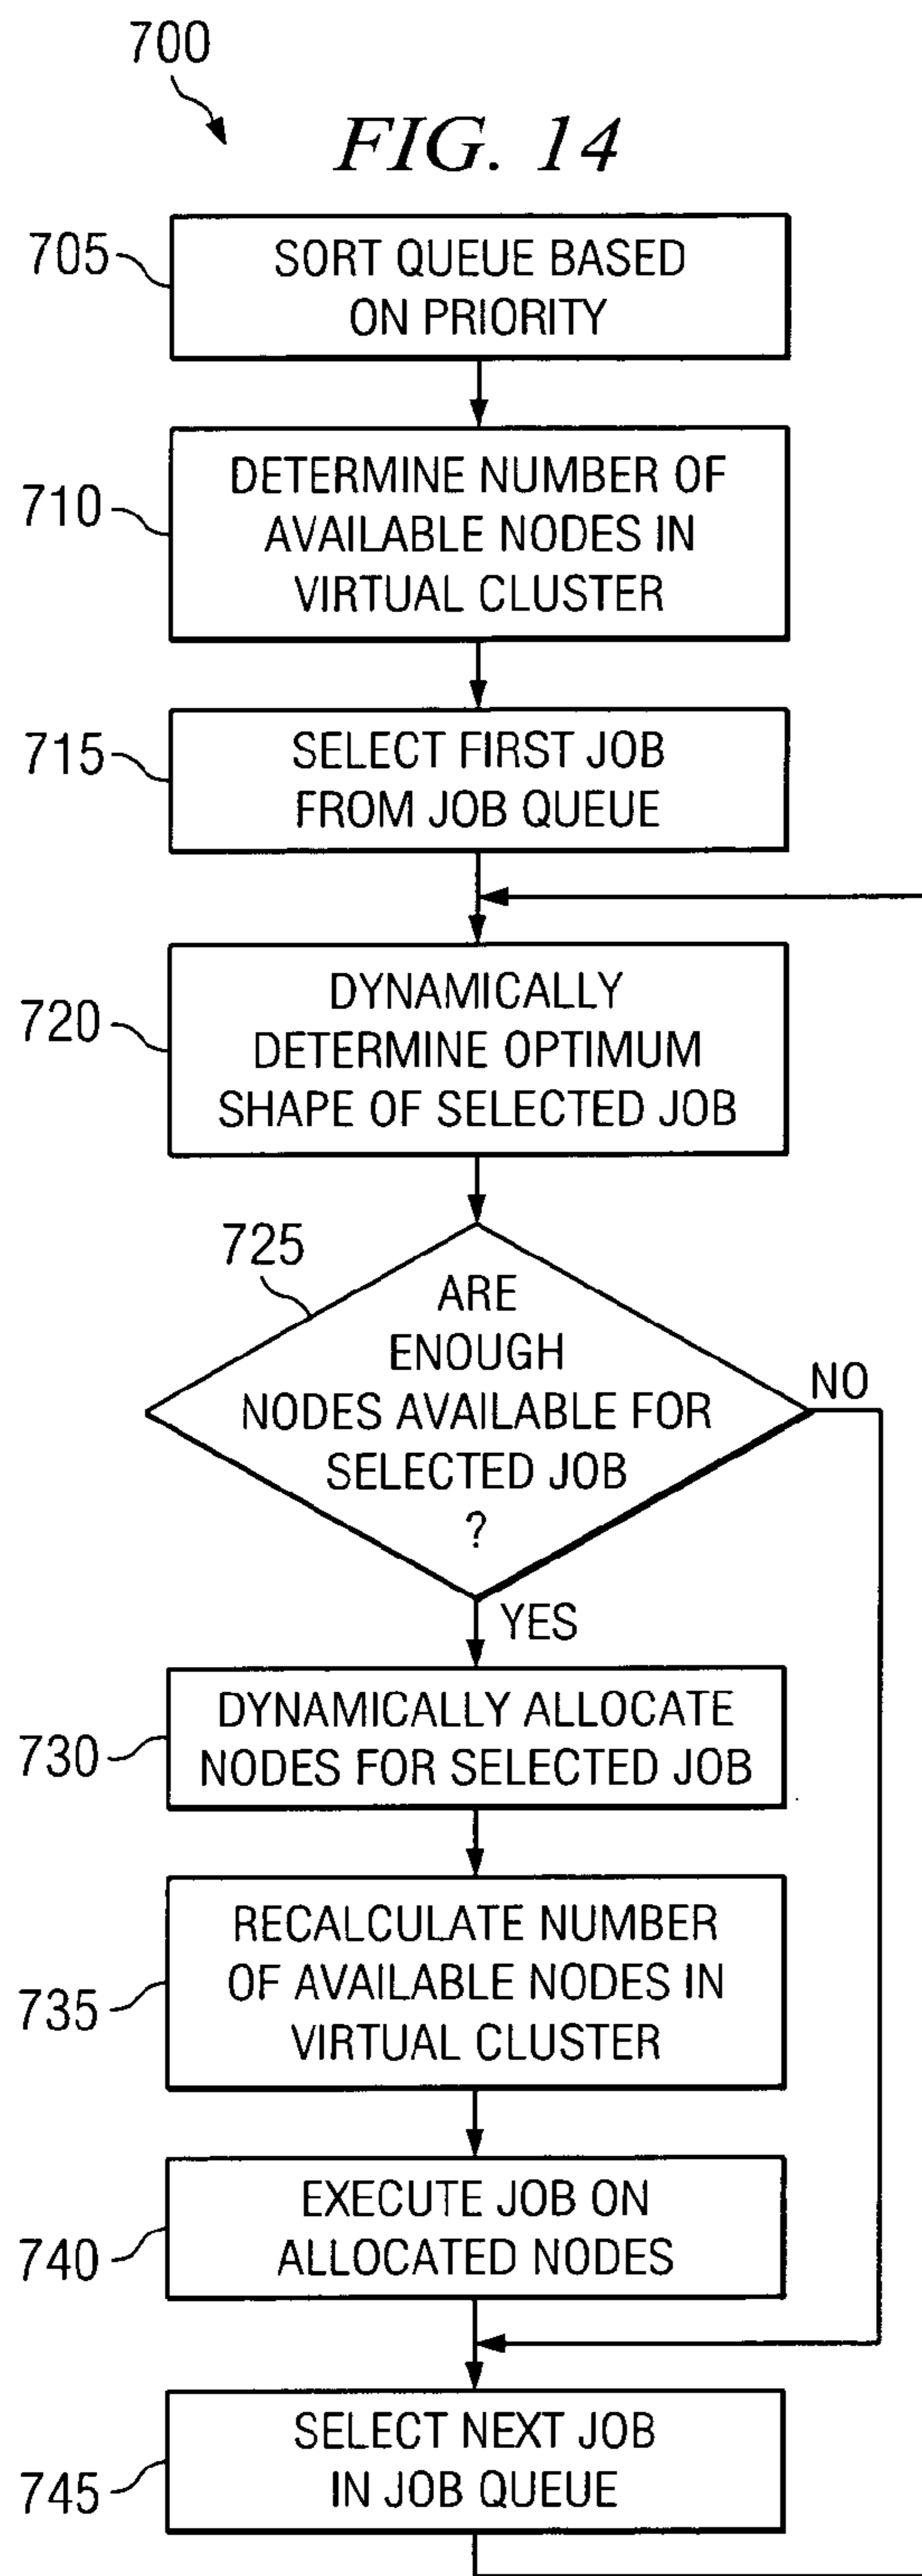 700
FIG. 14
705
SORT QUEUE BASED
ON PRIORITY
710
DETERMINE NUMBER OF
AVAILABLE NODES IN
VIRTUAL CLUSTER
715
SELECT FIRST JOB
FROM JOB QUEUE
720
DYNAMICALLY
DETERMINE OPTIMUM
SHAPE OF SELECTED JOB
725
ARE
ENOUGH
NODES AVAILABLE FOR
SELECTED JOB
?
NO
YES
730
DYNAMICALLY ALLOCATE
NODES FOR SELECTED JOB
735
RECALCULATE NUMBER
OF AVAILABLE NODES IN
VIRTUAL CLUSTER
740
EXECUTE JOB ON
ALLOCATED NODES
745
SELECT NEXT JOB
IN JOB QUEUE